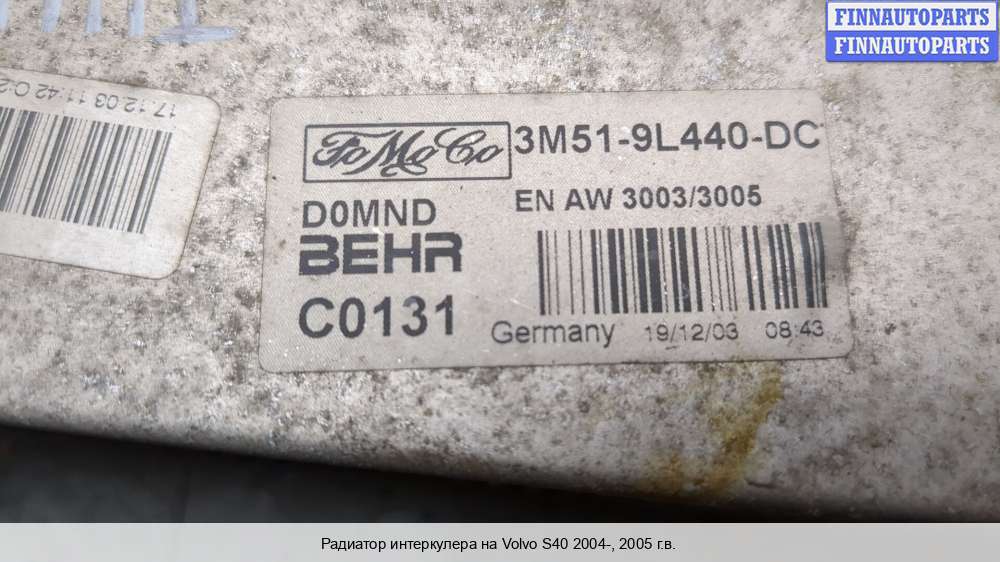 FINNAUTOPARTS
FINNAUTOPARTS
17.12.03 11:42
FoMoCo 3M51-9L440-DC
EN AW 3003/3005
D0MND
BEHR
C0131
Germany 19/12/03 08:43
Радиатор интеркулера на Volvo S40 2004-, 2005 г.в.